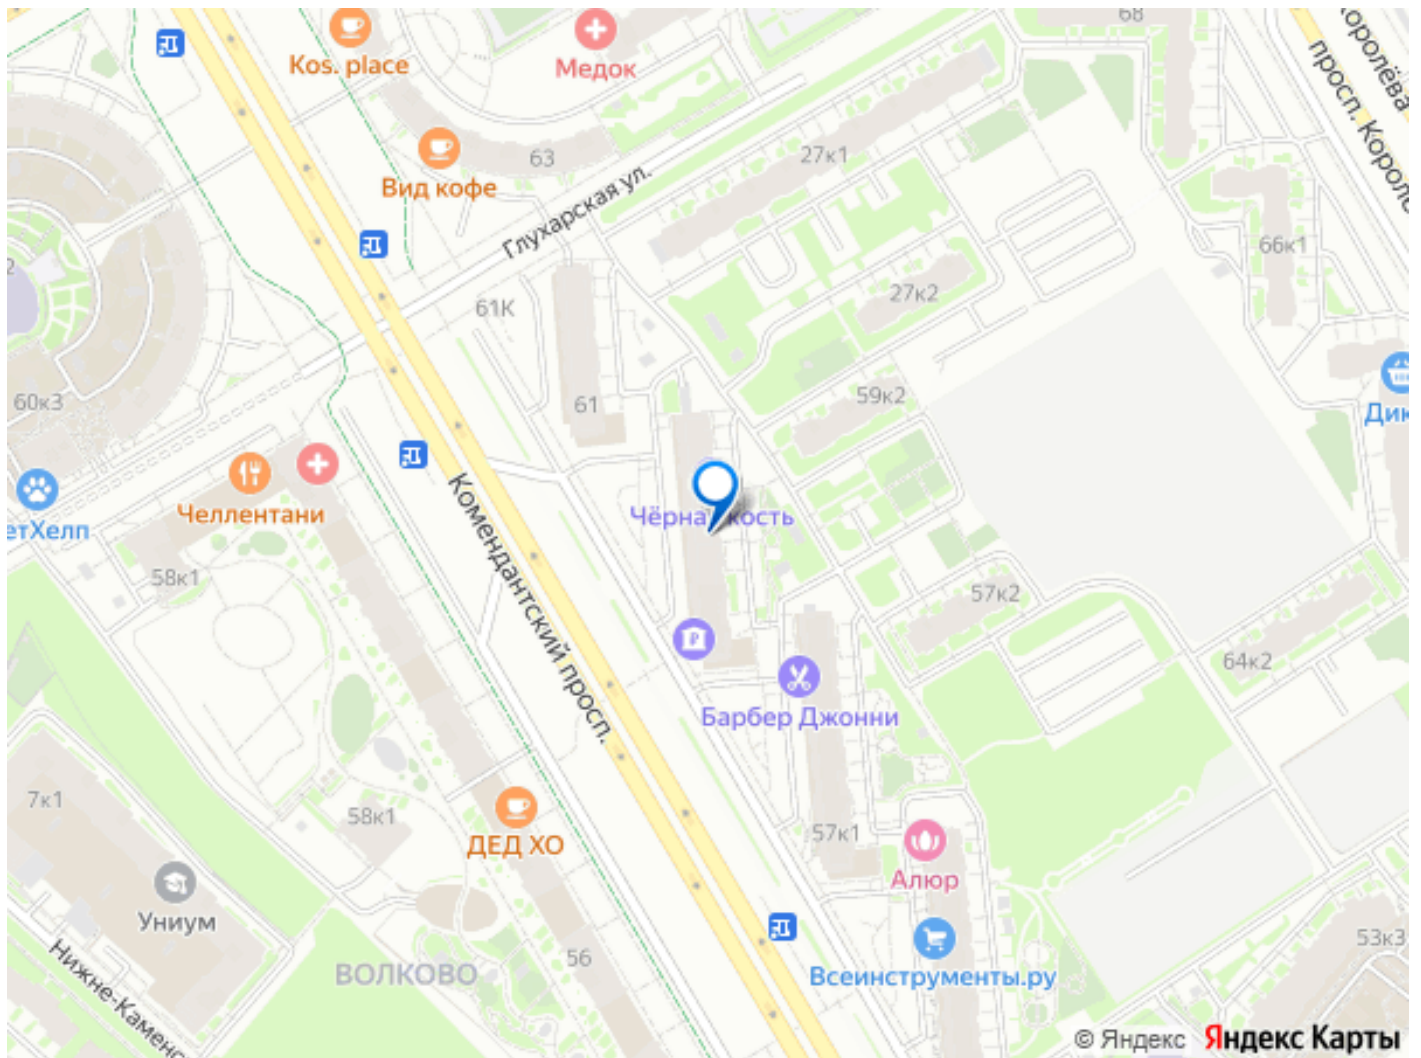 68
Kos. place
Медок
просп. Королёва
63
27к1
Вид кофе
Глухарская ул.
66к1
27к2
61К
60к3
61
59к2
Дик
Челлентани
Комендантский просп.
етХелп
58к1
57к2
64к2
Барбер Джонни
7к1
58к1
57к1
ДЕД ХО
Алюр
Униум
Нижне-Каменс
ВОЛКОВО
56
53к3
Всеинструменты.ру
© Яндекс Яндекс Карты